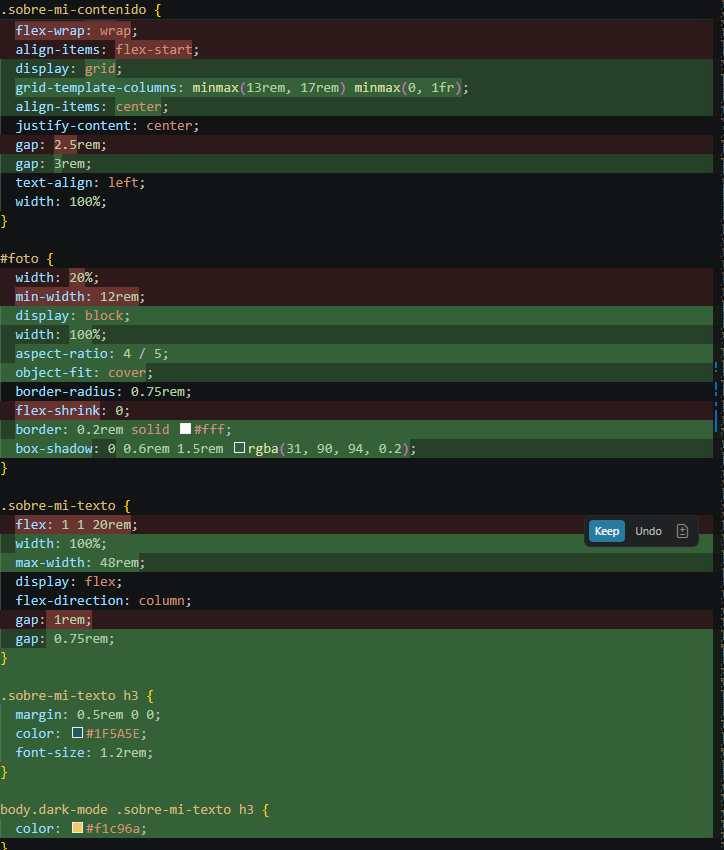 .sobre-mi-contenido {
flex-wrap: wrap;
align-items: flex-start;
display: grid;
grid-template-columns: minmax(13rem, 17rem) minmax(0, 1fr);
align-items: center;
justify-content: center;
gap: 2.5rem;
gap: 3rem;
text-align: left;
width: 100%;
}
#foto {
width: 20%;
min-width: 12rem;
display: block;
width: 100%;
aspect-ratio: 4 / 5;
object-fit: cover;
border-radius: 0.75rem;
flex-shrink: 0;
border: 0.2rem solid #fff;
box-shadow: 0 0.6rem 1.5rem rgba(31, 90, 94, 0.2);
}
.sobre-mi-texto {
flex: 1 1 20rem;
Keep Undo
width: 100%;
max-width: 48rem;
display: flex;
flex-direction: column;
gap: 1rem;
gap: 0.75rem;
}
.sobre-mi-texto h3 {
margin: 0.5rem 0 0;
color: #1F5A5E;
font-size: 1.2rem;
}
body.dark-mode .sobre-mi-texto h3 {
color: #f1c96a;
}